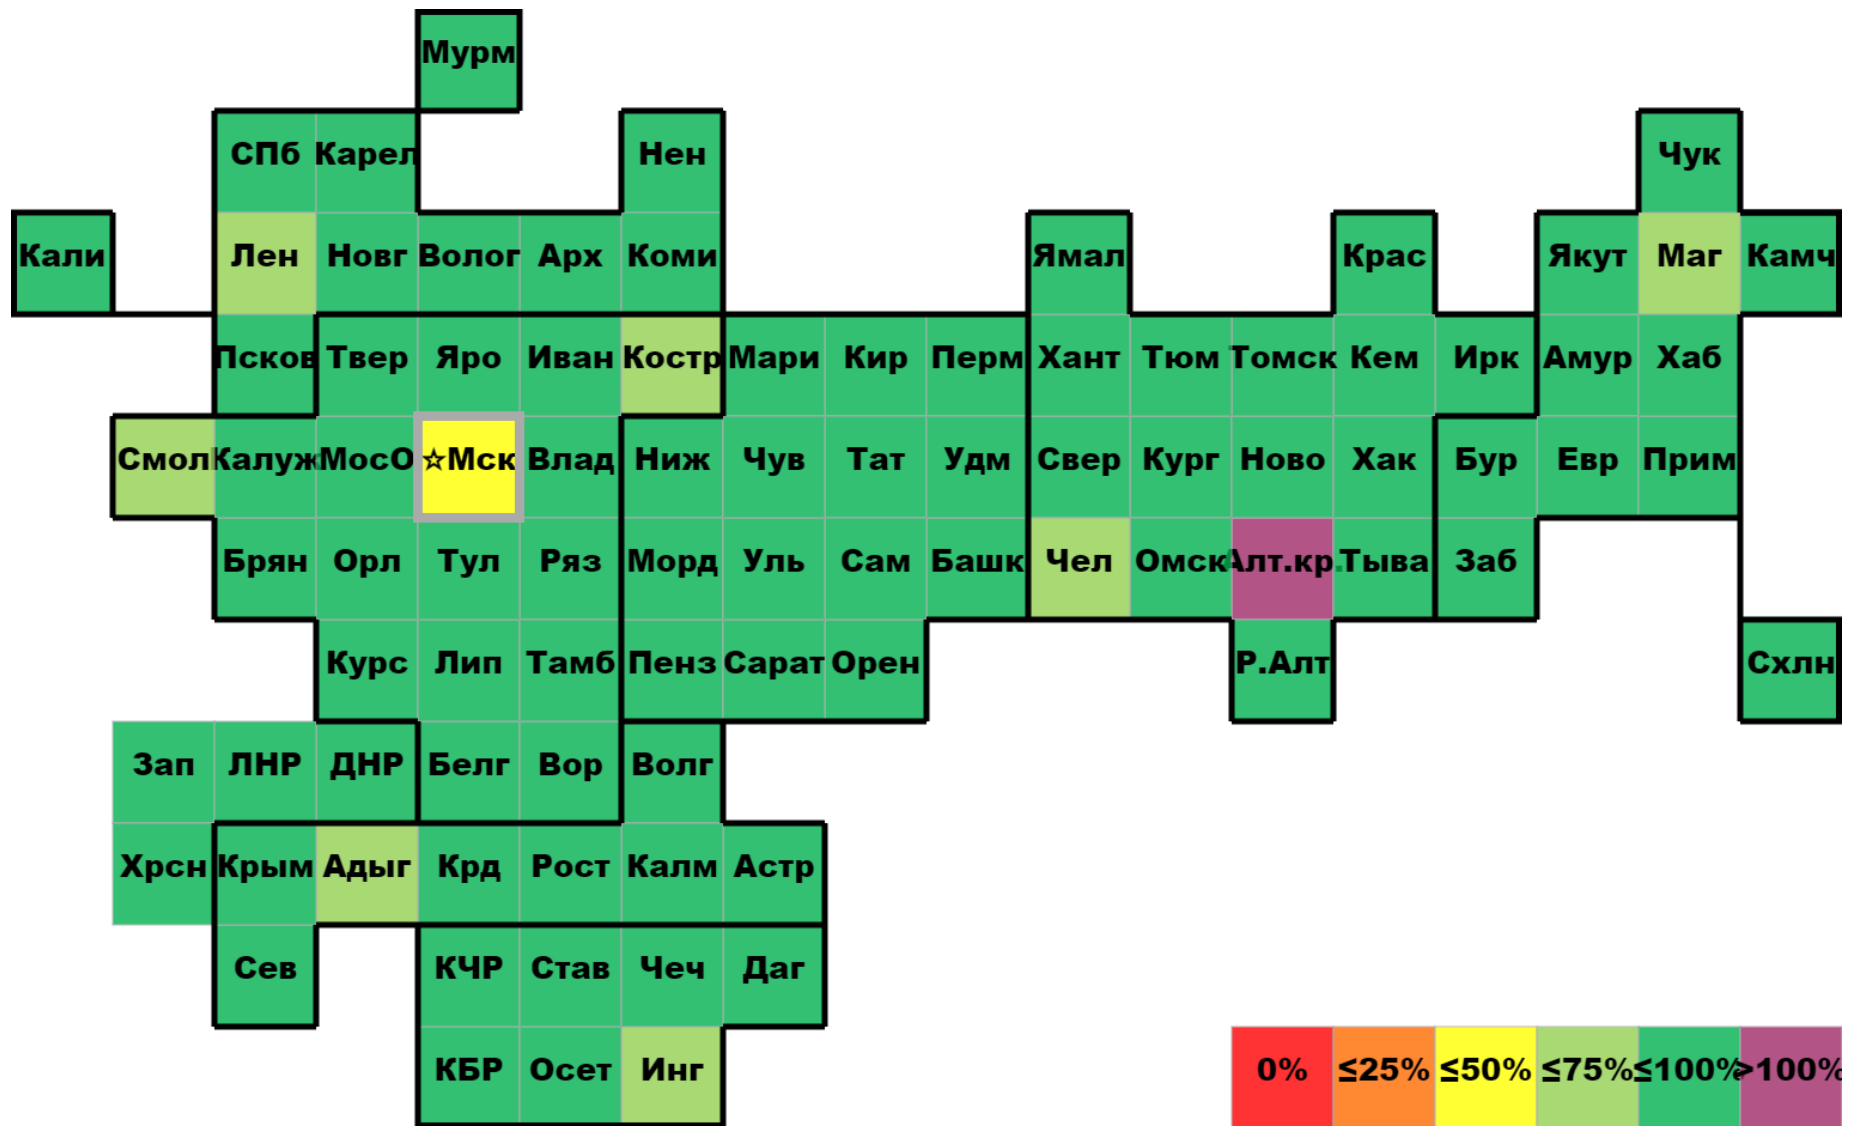 Мурм
СПб Карел Нен Чук
Кали Лен Новг Волог Арх Коми Ямал Крас Якут Маг Камч
Псков Твер Яро Иван Костр Мари Кир Перм Хант Тюм Томск Кем Ирк Амур Хаб
Смол Калуж МосО ☆Мск Влад Ниж Чув Тат Удм Свер Кург Ново Хак Бур Евр Прим
Брян Орл Тул Ряз Морд Уль Сам Башк Чел Омск Алт.кр. Тыва Заб
Курс Лип Тамб Пенз Сарат Орен Р.Алт Схлн
Зап ЛНР ДНР Белг Вор Волг
Хрсн Крым Адыг Крд Рост Калм Астр
Сев КЧР Став Чеч Даг
КБР Осет Инг 0% ≤25% ≤50% ≤75% ≤100% >100%